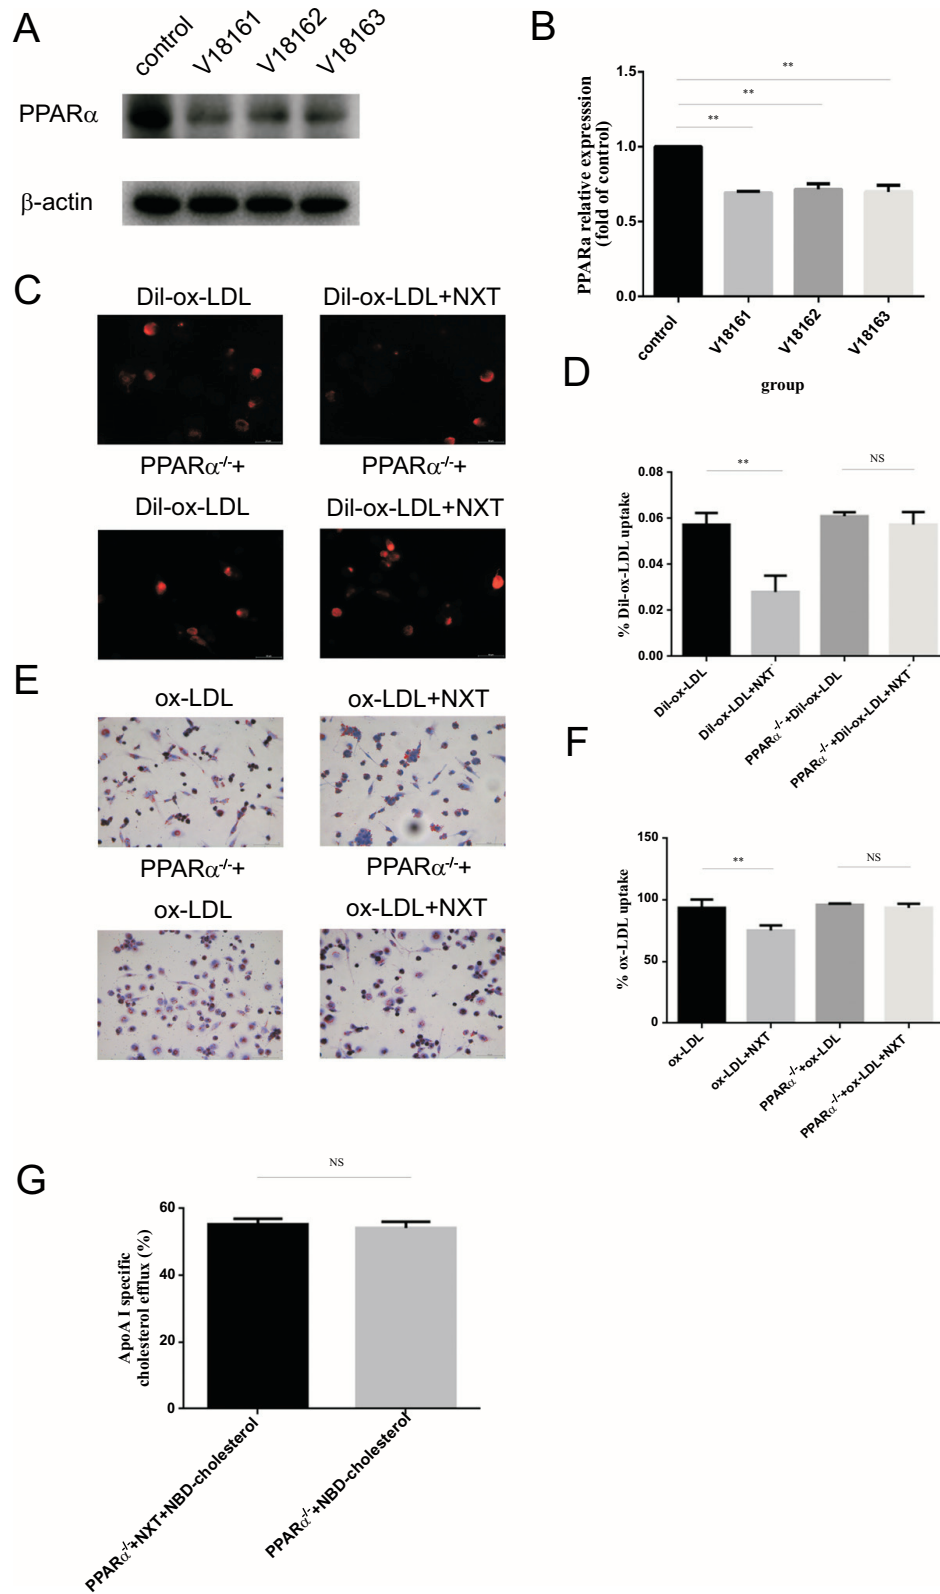 A
control
V18161
V18162
V18163
PPARα
β-actin
B
PPARa relative expresssion
(fold of control)
1.5
1.0
0.5
0.0
**
**
**
control
V18161
V18162
V18163
group
C
Dil-ox-LDL
Dil-ox-LDL+NXT
PPARα-/-+
PPARα-/-+
Dil-ox-LDL
Dil-ox-LDL+NXT
D
% Dil-ox-LDL uptake
0.08
0.06
0.04
0.02
0.00
**
NS
Dil-ox-LDL
Dil-ox-LDL+NXT
PPARα-/-+Dil-ox-LDL
PPARα-/-+Dil-ox-LDL+NXT
E
ox-LDL
ox-LDL+NXT
PPARα-/-+
PPARα-/-+
ox-LDL
ox-LDL+NXT
F
% ox-LDL uptake
150
100
50
0
**
NS
ox-LDL
ox-LDL+NXT
PPARα-/-+ox-LDL
PPARα-/-+ox-LDL+NXT
G
ApoA I specific
cholesterol efflux (%)
60
40
20
0
NS
PPARα-/-+NXT+NBD-cholesterol
PPARα-/-+NBD-cholesterol